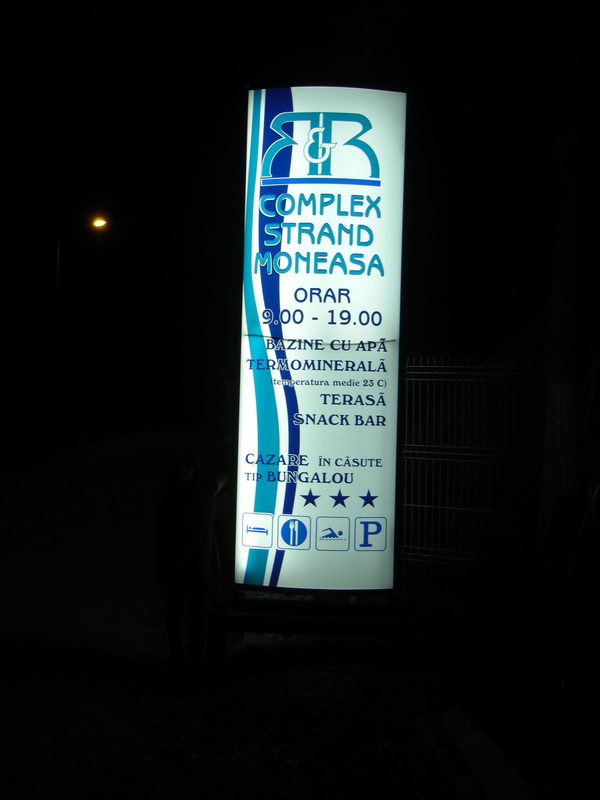 R&B
COMPLEX
STRAND
MONEASA
ORAR
9.00 - 19.00
BAZINE CU APĂ
TERMOMINERALĂ
(temperatura medie 23 C)
TERASĂ
SNACK BAR
CAZARE ÎN CĂSUTE
TIP BUNGALOU
P